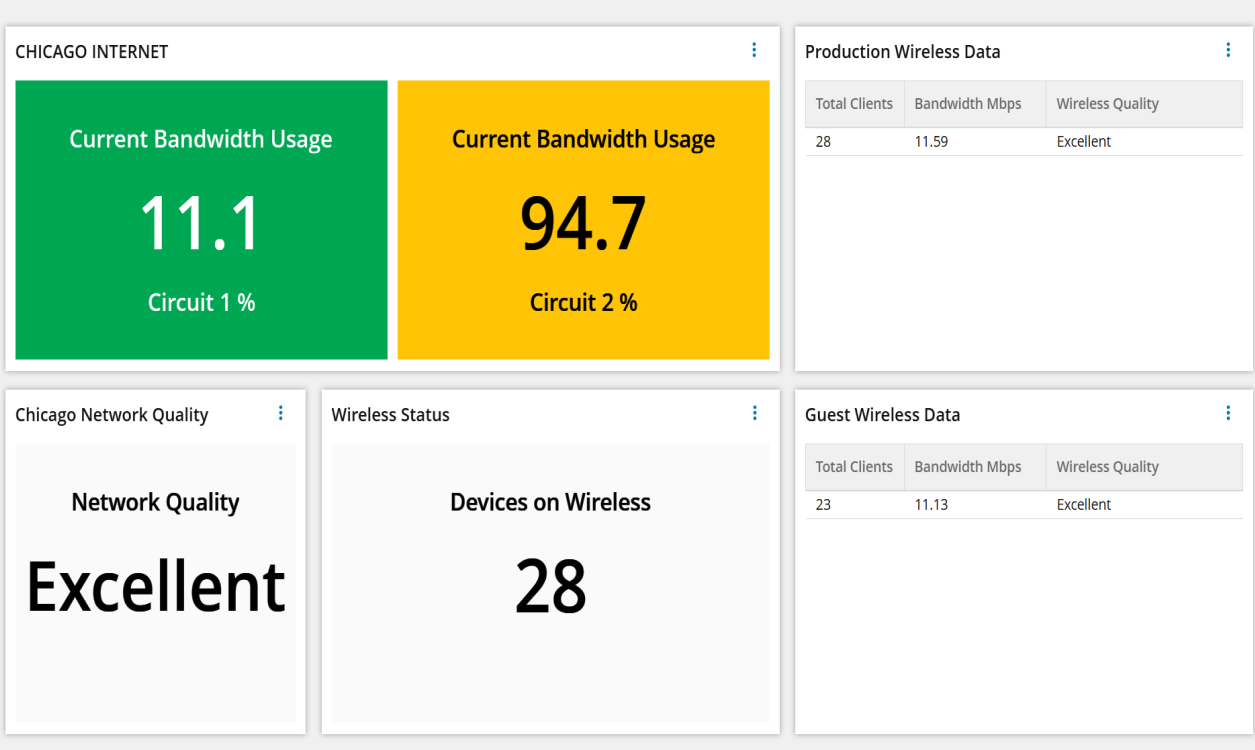 CHICAGO INTERNET
Current Bandwidth Usage
11.1
Circuit 1 %
Current Bandwidth Usage
94.7
Circuit 2 %
Production Wireless Data
Total Clients Bandwidth Mbps Wireless Quality
28 11.59 Excellent
Chicago Network Quality
Network Quality
Excellent
Wireless Status
Devices on Wireless
28
Guest Wireless Data
Total Clients Bandwidth Mbps Wireless Quality
23 11.13 Excellent